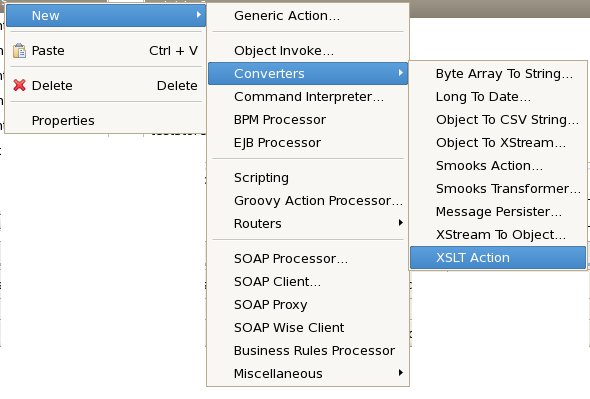 New
Paste Ctrl + V
Delete Delete
Properties
Generic Action...
Object Invoke...
Converters
Command Interpreter...
BPM Processor
EJB Processor
Scripting
Groovy Action Processor...
Routers
SOAP Processor...
SOAP Client...
SOAP Proxy
SOAP Wise Client
Business Rules Processor
Miscellaneous
Byte Array To String...
Long To Date...
Object To CSV String...
Object To XStream...
Smooks Action...
Smooks Transformer...
Message Persister...
XStream To Object...
XSLT Action